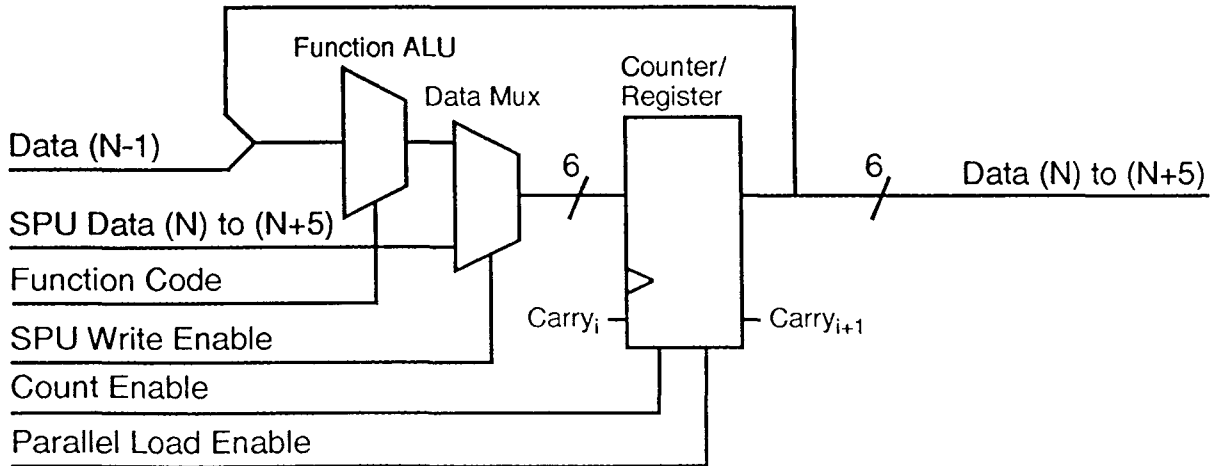 Function ALU
Counter/
Register
Data Mux
Data (N-1)
6
6
Data (N) to (N+5)
SPU Data (N) to (N+5)
Function Code
Carryi
Carryi+1
SPU Write Enable
Count Enable
Parallel Load Enable